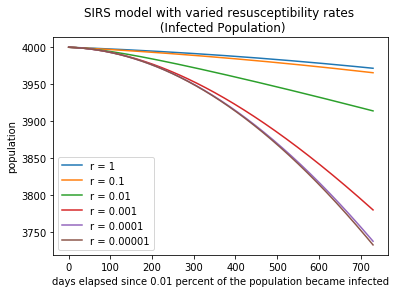 SIRS model with varied resusceptibility rates
(Infected Population)
population
4000
3950
3900
3850
3800
3750
r = 1
r = 0.1
r = 0.01
r = 0.001
r = 0.0001
r = 0.00001
0 100 200 300 400 500 600 700
days elapsed since 0.01 percent of the population became infected